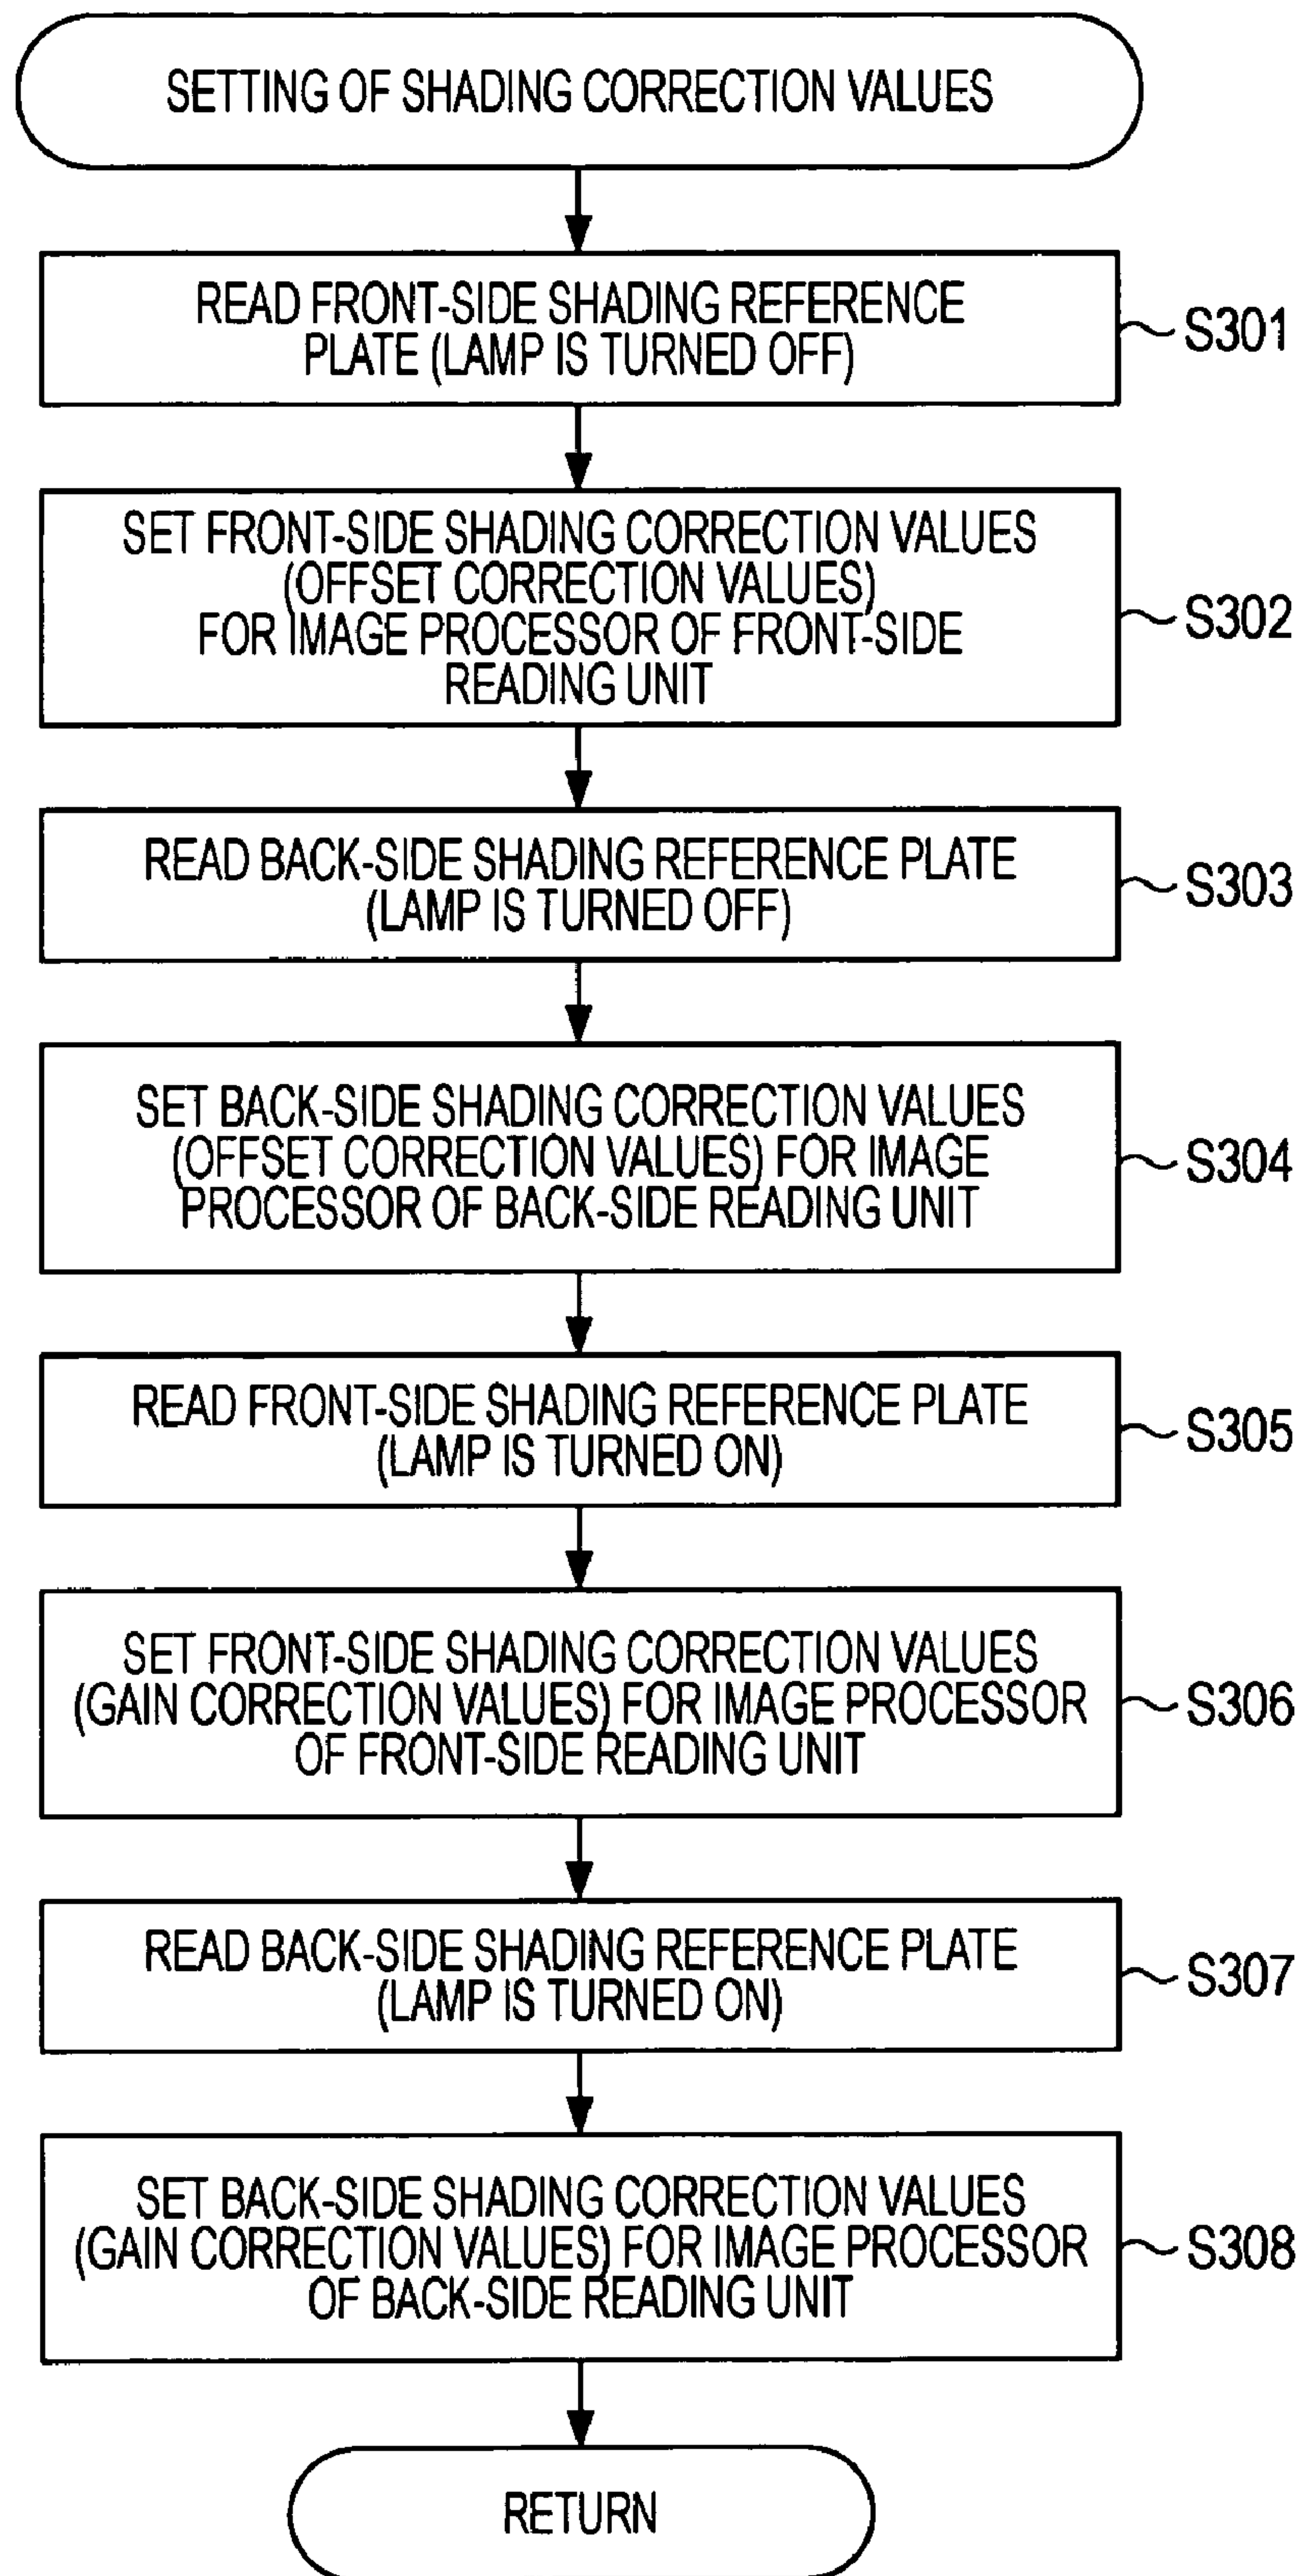 SETTING OF SHADING CORRECTION VALUES
READ FRONT-SIDE SHADING REFERENCE
PLATE (LAMP IS TURNED OFF)
S301
SET FRONT-SIDE SHADING CORRECTION VALUES
(OFFSET CORRECTION VALUES)
FOR IMAGE PROCESSOR OF FRONT-SIDE
READING UNIT
S302
READ BACK-SIDE SHADING REFERENCE PLATE
(LAMP IS TURNED OFF)
S303
SET BACK-SIDE SHADING CORRECTION VALUES
(OFFSET CORRECTION VALUES) FOR IMAGE
PROCESSOR OF BACK-SIDE READING UNIT
S304
READ FRONT-SIDE SHADING REFERENCE PLATE
(LAMP IS TURNED ON)
S305
SET FRONT-SIDE SHADING CORRECTION VALUES
(GAIN CORRECTION VALUES) FOR IMAGE PROCESSOR
OF FRONT-SIDE READING UNIT
S306
READ BACK-SIDE SHADING REFERENCE PLATE
(LAMP IS TURNED ON)
S307
SET BACK-SIDE SHADING CORRECTION VALUES
(GAIN CORRECTION VALUES) FOR IMAGE PROCESSOR
OF BACK-SIDE READING UNIT
S308
RETURN